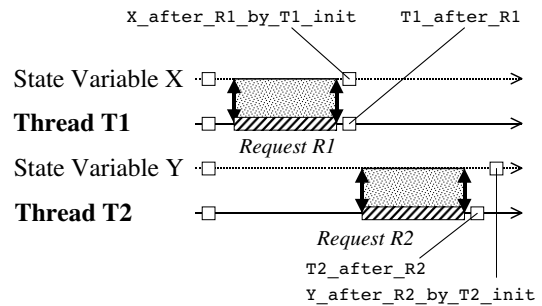 X_after_R1_by_T1_init T1_after_R1
State Variable X
Thread T1
Request R1
State Variable Y
Thread T2
Request R2
T2_after_R2
Y_after_R2_by_T2_init